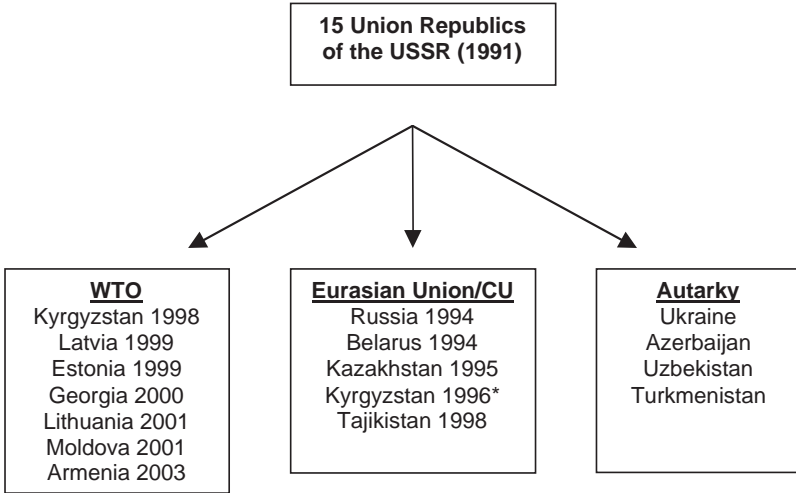 15 Union Republics
of the USSR (1991)
WTO
Kyrgyzstan 1998
Latvia 1999
Estonia 1999
Georgia 2000
Lithuania 2001
Moldova 2001
Armenia 2003
Eurasian Union/CU
Russia 1994
Belarus 1994
Kazakhstan 1995
Kyrgyzstan 1996*
Tajikistan 1998
Autarky
Ukraine
Azerbaijan
Uzbekistan
Turkmenistan